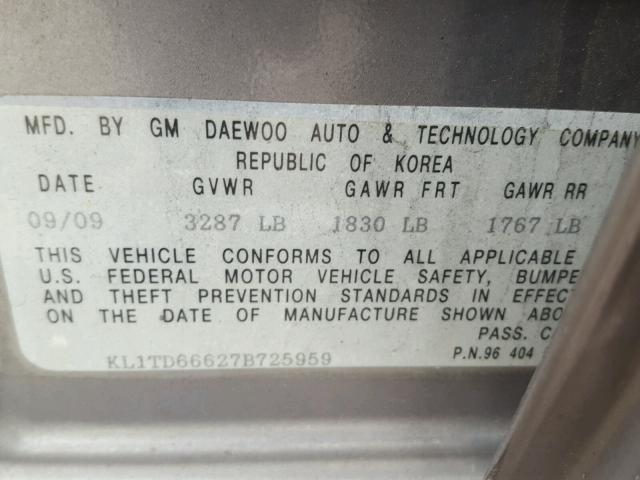 MFD. BY GM DAEWOO AUTO & TECHNOLOGY COMPANY
REPUBLIC OF KOREA
DATE GVWR GAWR FRT GAWR RR
09/09 3287 LB 1830 LB 1767 LB
THIS VEHICLE CONFORMS TO ALL APPLICABLE
U.S. FEDERAL MOTOR VEHICLE SAFETY, BUMPE
AND THEFT PREVENTION STANDARDS IN EFFEC
ON THE DATE OF MANUFACTURE SHOWN ABO
PASS. C
KL1TD66627B725959 P.N.96 404